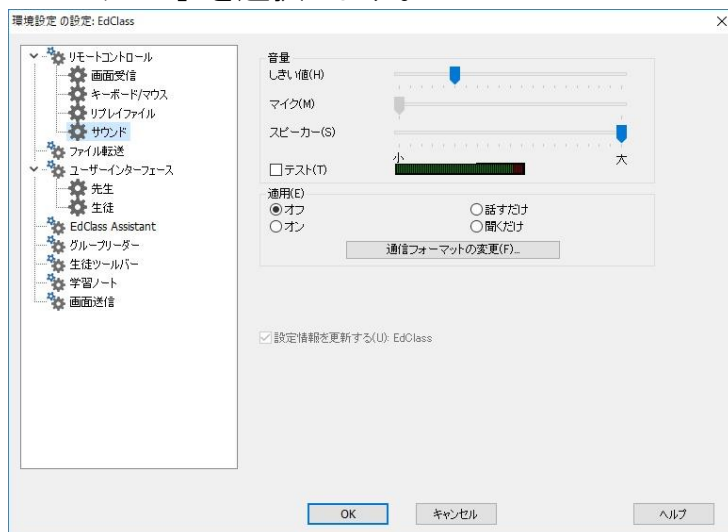 環境設定 の設定: EdClass
リモートコントロール
画面受信
キーボード/マウス
リプレイファイル
サウンド
ファイル転送
ユーザーインターフェース
先生
生徒
EdClass Assistant
グループリーダー
生徒ツールバー
学習ノート
画面送信
音量
しきい値(H)
マイク(M)
スピーカー(S)
小 大
テスト(T)
適用(E)
オフ 話すだけ
オン 聞くだけ
通信フォーマットの変更(F)...
設定情報を更新する(U): EdClass
OK キャンセル ヘルプ